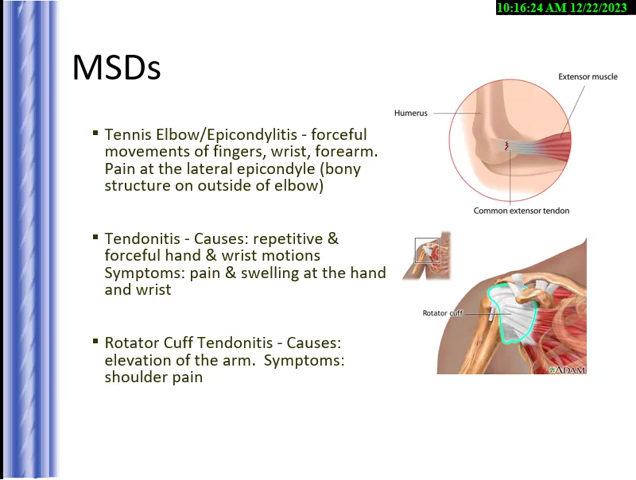 10:16:24 AM 12/22/2023
MSDs
Extensor muscle
Humerus
Common extensor tendon
▪ Tennis Elbow/Epicondylitis - forceful
movements of fingers, wrist, forearm.
Pain at the lateral epicondyle (bony
structure on outside of elbow)
▪ Tendonitis - Causes: repetitive &
forceful hand & wrist motions
Symptoms: pain & swelling at the hand
and wrist
▪ Rotator Cuff Tendonitis - Causes:
elevation of the arm.  Symptoms:
shoulder pain
Rotator cuff
©ADAM